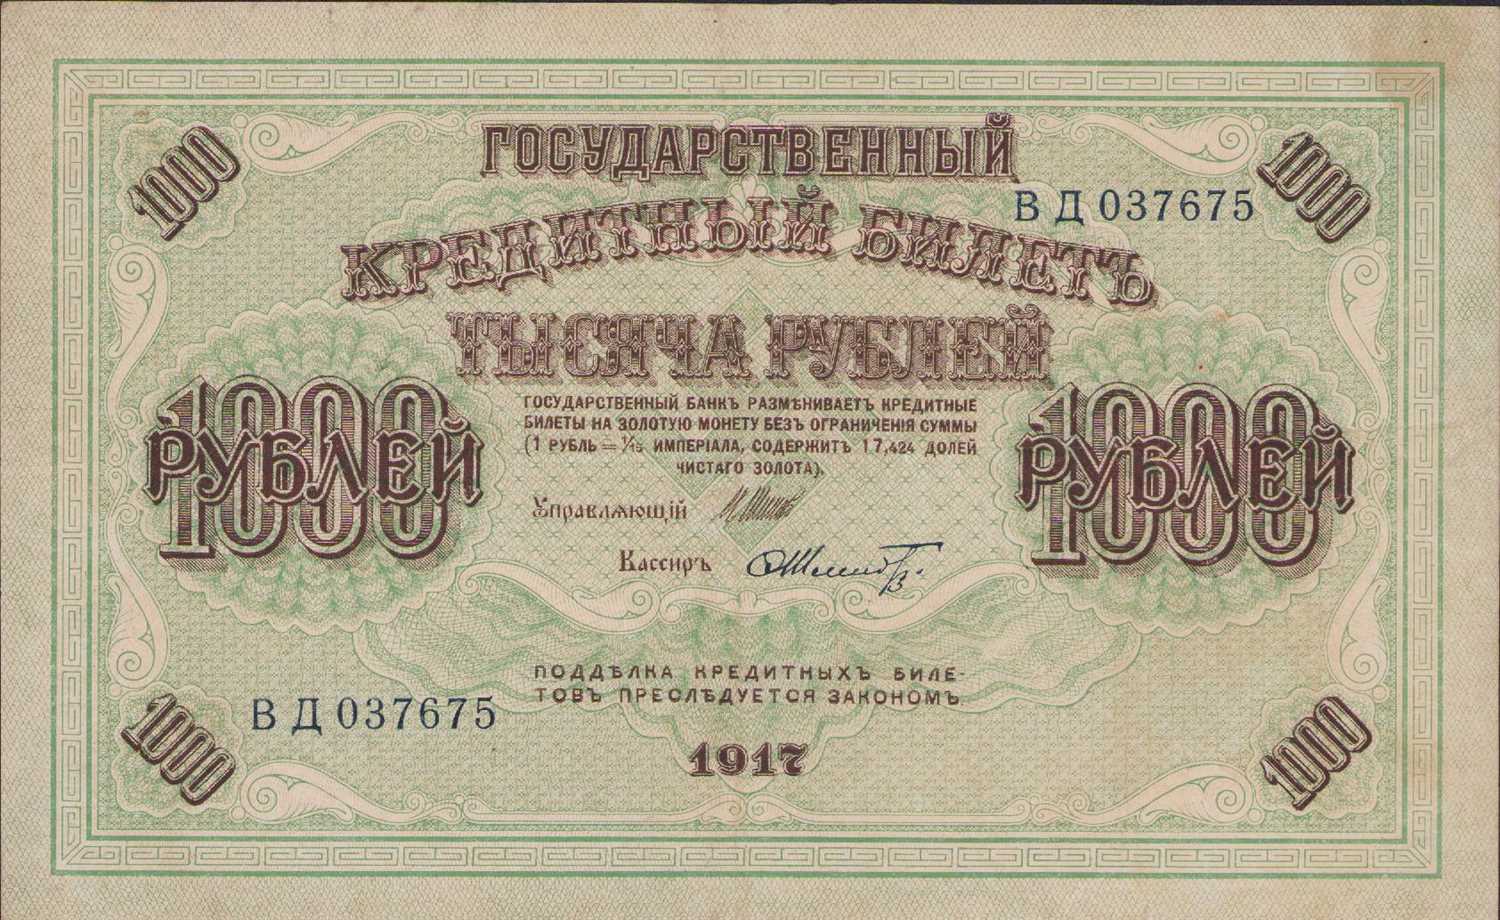 1000
1000
ГОСУДАРСТВЕННЫЙ
ВД 037675
КРЕДИТНЫЙ БИЛЕТЪ
ТЫСЯЧА РУБЛЕЙ
1000
РУБЛЕЙ
1000
РУБЛЕЙ
ГОСУДАРСТВЕННЫЙ БАНКЪ РАЗМѢНИВАЕТЪ КРЕДИТНЫЕ
БИЛЕТЫ НА ЗОЛОТУЮ МОНЕТУ БЕЗЪ ОГРАНИЧЕНІЯ СУММЫ
(1 РУБЛЬ = 1/15 ИМПЕРІАЛА, СОДЕРЖИТЪ 17,424 ДОЛЕЙ
ЧИСТАГО ЗОЛОТА).
Управляющій
Кассиръ
ПОДДѢЛКА КРЕДИТНЫХЪ БИЛЕ-
ТОВЪ ПРЕСЛѢДУЕТСЯ ЗАКОНОМЪ.
ВД 037675
1917
1000
1000